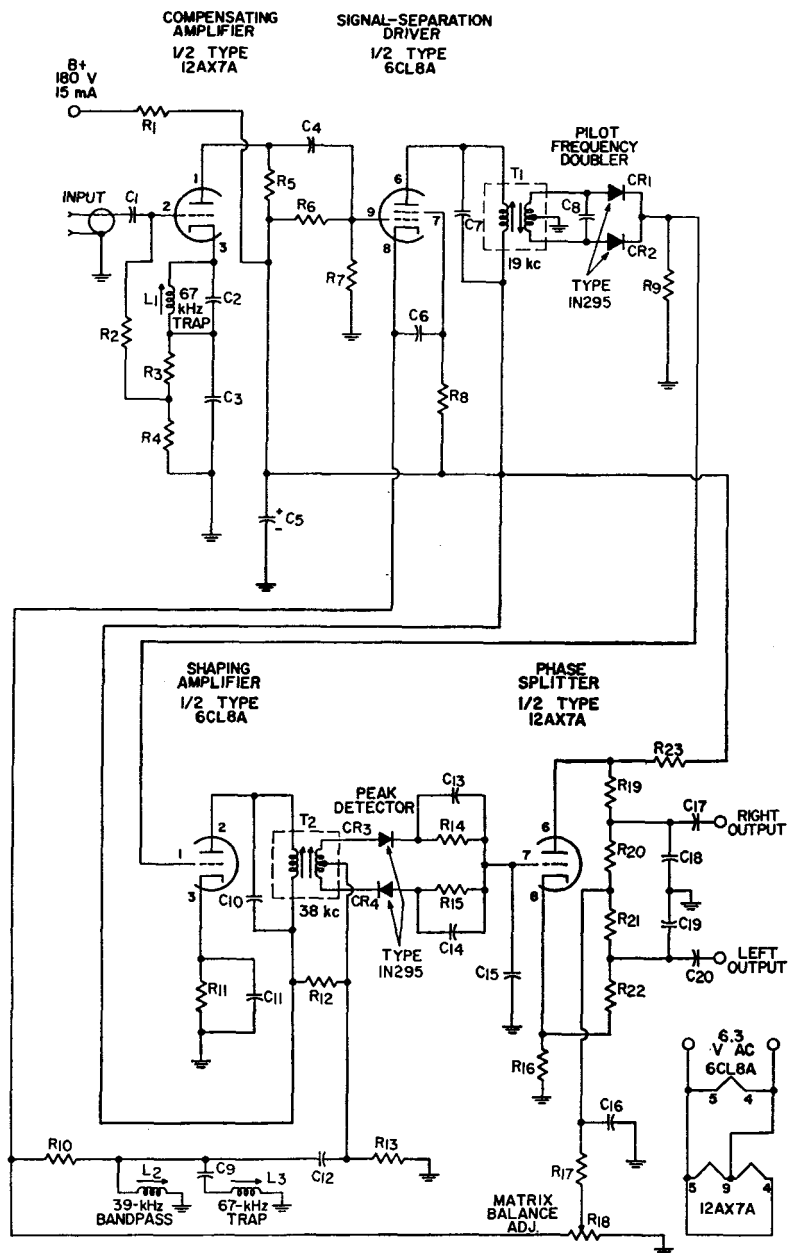 COMPENSATING
AMPLIFIER
1/2 TYPE
12AX7A
SIGNAL-SEPARATION
DRIVER
1/2 TYPE
6CL8A
B+
180 V
15 mA
R1
C4
PILOT
FREQUENCY
DOUBLER
INPUT
C1
2
1
3
R5
R6
9
6
7
8
C7
T1
19 kc
C8
CR1
CR2
TYPE
IN295
R9
R7
L1
67
kHz
TRAP
C2
R2
R3
C3
R4
C6
R8
+
-
C5
SHAPING
AMPLIFIER
1/2 TYPE
6CL8A
PHASE
SPLITTER
1/2 TYPE
12AX7A
R23
C13
R19
PEAK
DETECTOR
C17
RIGHT
OUTPUT
T2
CR3
R14
2
1
3
6
7
8
R20
C18
C10
38 kc
CR4
R15
C14
R21
C19
TYPE
IN295
C15
C20
LEFT
OUTPUT
R11
C11
R12
R22
R16
6.3
V AC
6CL8A
5
4
C16
R10
C12
R13
R17
5
9
4
12AX7A
L2
39-kHz
BANDPASS
C9
L3
67-kHz
TRAP
MATRIX
BALANCE
ADJ.
R18